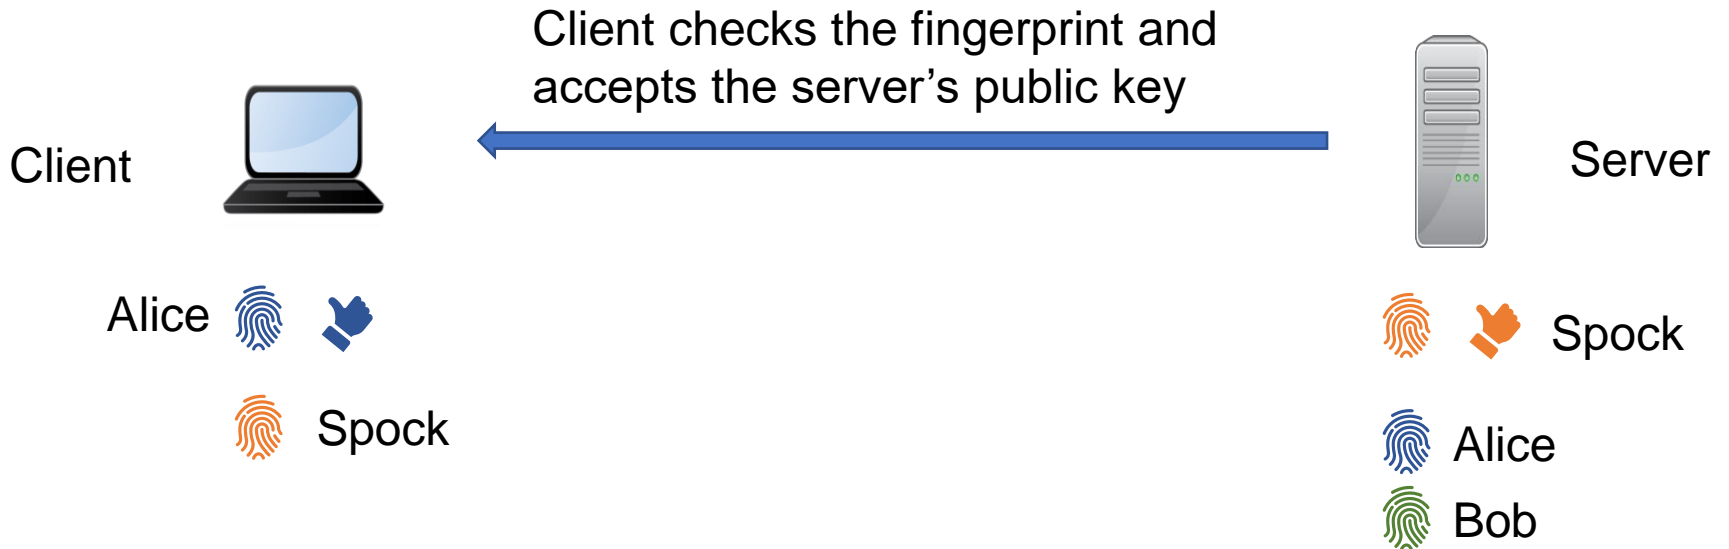 Client checks the fingerprint and
accepts the server’s public key
Client
Server
Alice
Spock
Spock
Alice
Bob